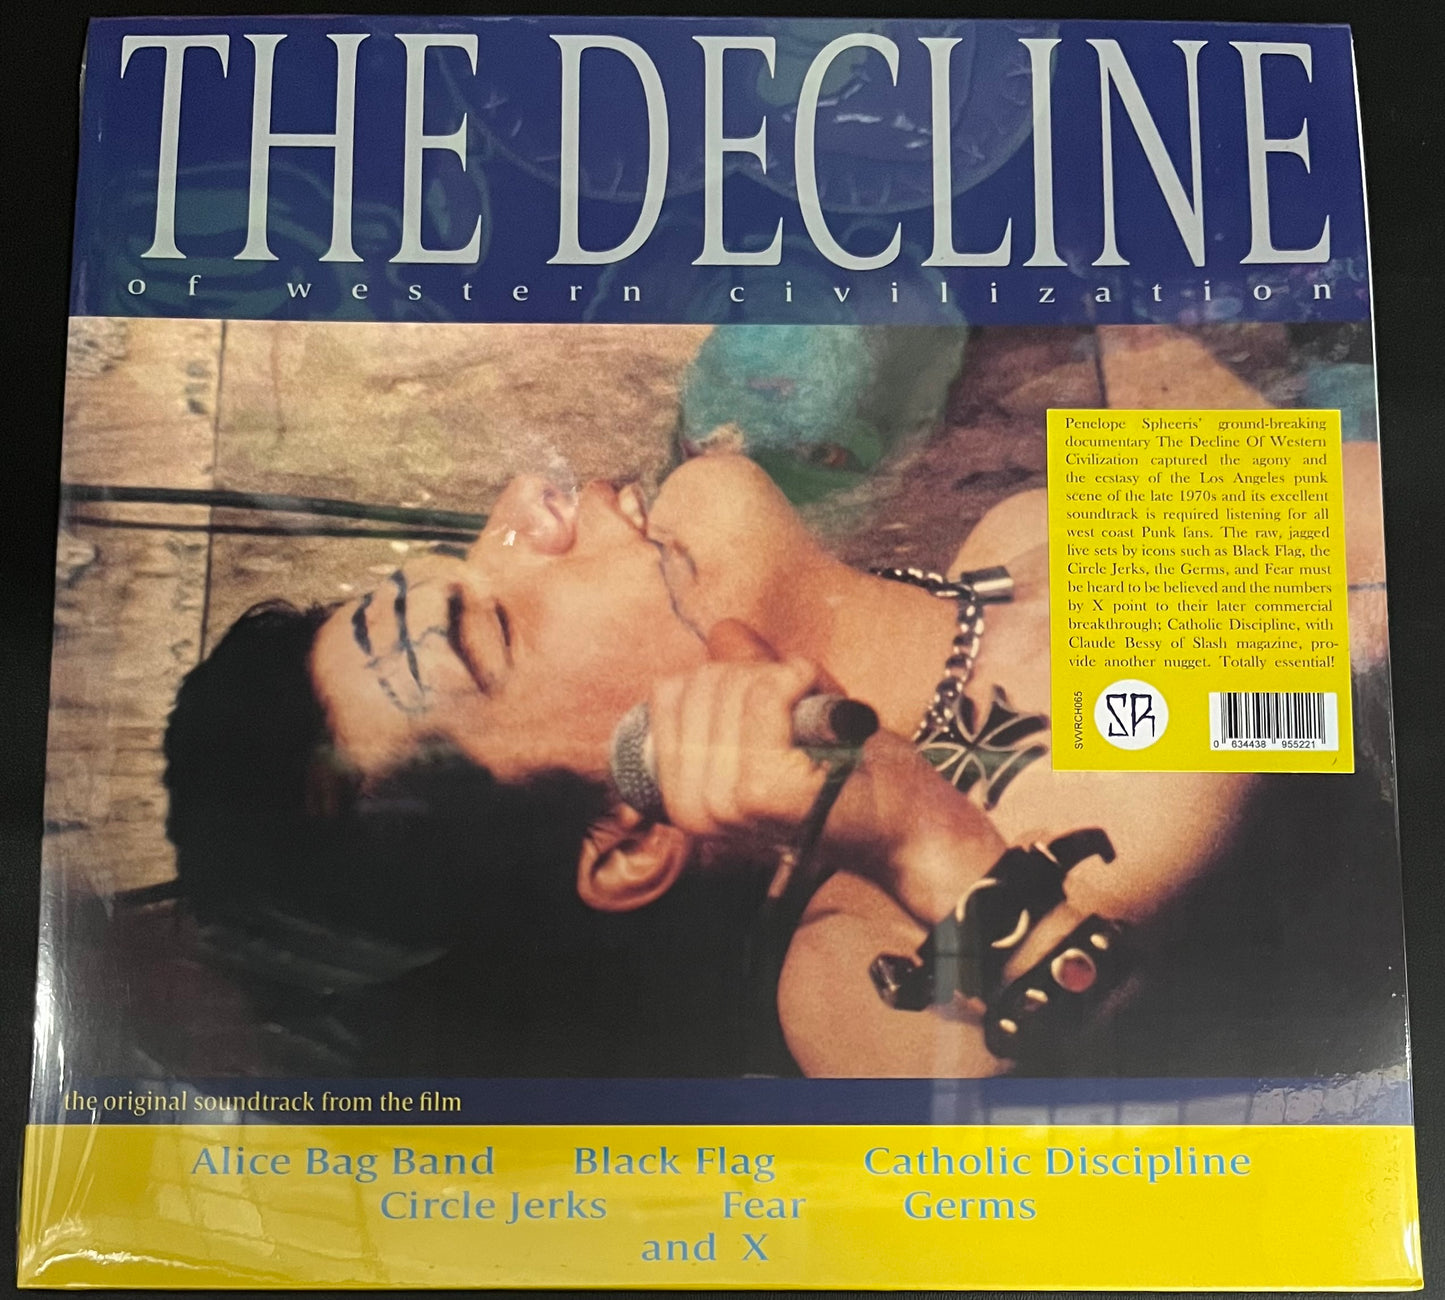 THE DECLINE
of western civilization
Penelope Spheeris' ground-breaking
documentary The Decline Of Western
Civilization captured the agony and
the ecstasy of the Los Angeles punk
scene of the late 1970s and its excellent
soundtrack is required listening for all
west coast Punk fans. The raw, jagged
live sets by icons such as Black Flag, the
Circle Jerks, the Germs, and Fear must
be heard to be believed and the numbers
by X point to their later commercial
breakthrough; Catholic Discipline, with
Claude Bessy of Slash magazine, pro-
vide another nugget. Totally essential!
SVVRCH065
SR
0 634438 955221
the original soundtrack from the film
Alice Bag Band Black Flag Catholic Discipline
Circle Jerks Fear Germs
and X